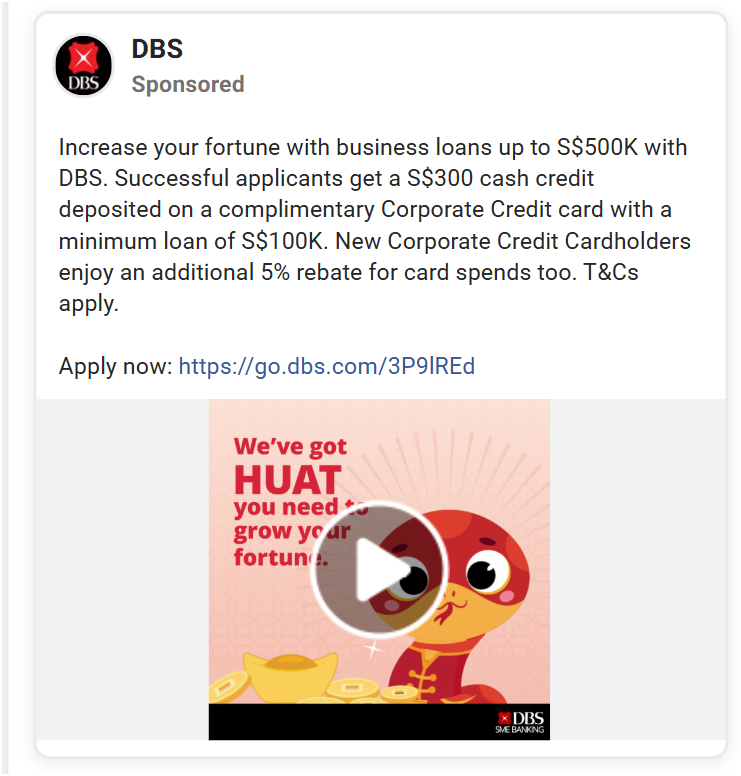 DBS
DBS
Sponsored
Increase your fortune with business loans up to S$500K with
DBS. Successful applicants get a S$300 cash credit
deposited on a complimentary Corporate Credit card with a
minimum loan of S$100K. New Corporate Credit Cardholders
enjoy an additional 5% rebate for card spends too. T&Cs
apply.
Apply now: https://go.dbs.com/3P9lREd
We've got
HUAT
you need to
grow your
fortune.
DBS
SME BANKING